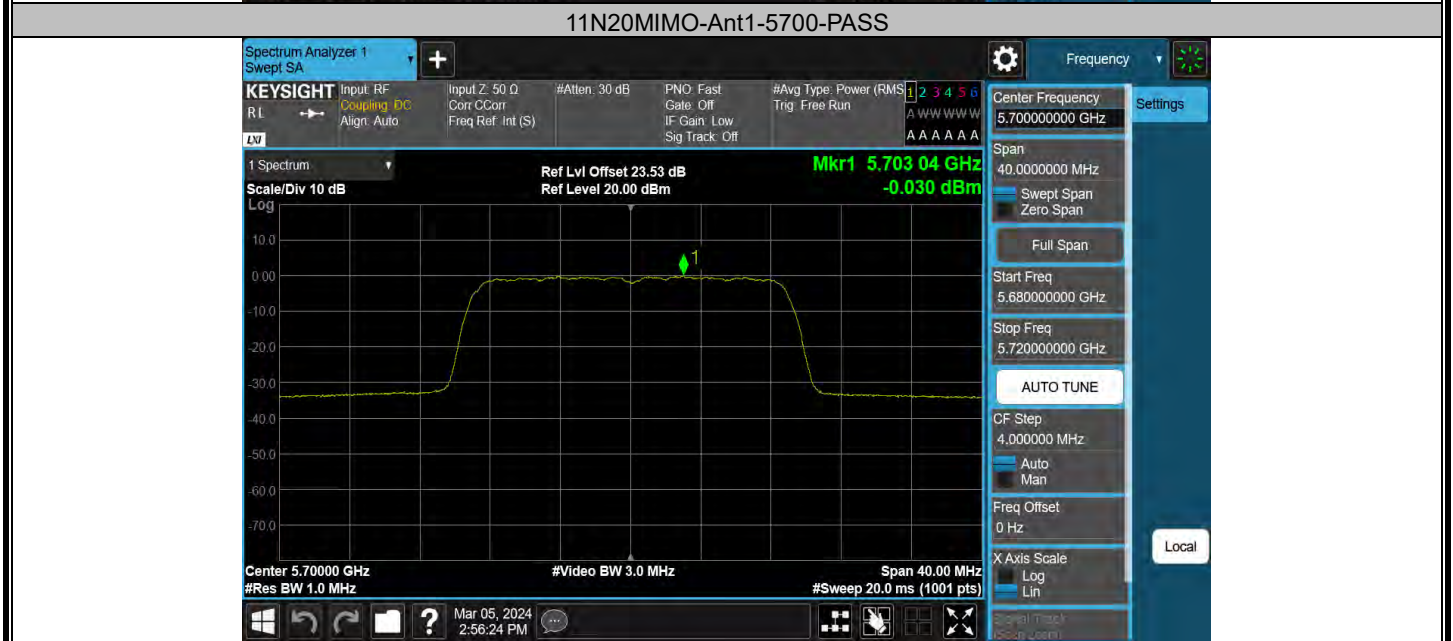 11N20MIMO-Ant1-5700-PASS
Spectrum Analyzer 1
Swept SA
+
Frequency
KEYSIGHT
RL
LXI
Input: RF
Coupling: DC
Align: Auto
Input Z: 50 Ω
Corr CCorr
Freq Ref: Int (S)
#Atten: 30 dB
PNO: Fast
Gate: Off
IF Gain: Low
Sig Track: Off
#Avg Type: Power (RMS
Trig: Free Run
1 2 3 4 5 6
A W W W W W
A A A A A A
1 Spectrum
Scale/Div 10 dB
Log
Ref Lvl Offset 23.53 dB
Ref Level 20.00 dBm
Mkr1 5.703 04 GHz
-0.030 dBm
10.0
0.00
-10.0
-20.0
-30.0
-40.0
-50.0
-60.0
-70.0
1
Center 5.70000 GHz
#Res BW 1.0 MHz
#Video BW 3.0 MHz
Span 40.00 MHz
#Sweep 20.0 ms (1001 pts)
?
Mar 05, 2024
2:56:24 PM
Center Frequency
5.700000000 GHz
Settings
Span
40.0000000 MHz
Swept Span
Zero Span
Full Span
Start Freq
5.680000000 GHz
Stop Freq
5.720000000 GHz
AUTO TUNE
CF Step
4.000000 MHz
Auto
Man
Freq Offset
0 Hz
X Axis Scale
Log
Lin
Local
Signal Track
(Span Zoom)